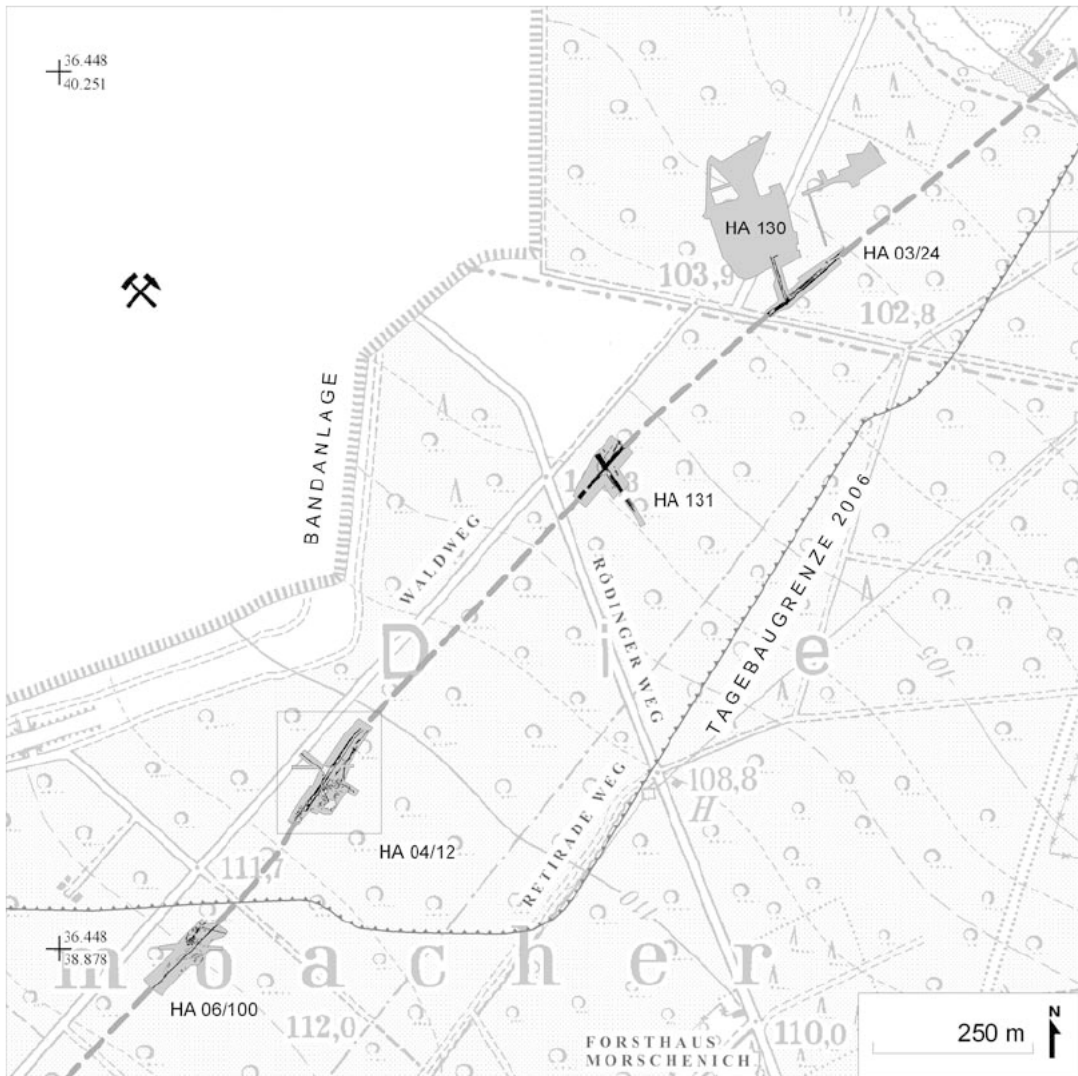 36.448
40.251
HA 130
HA 03/24
103,9
102,8
BANDANLAGE
HA 131
WALDWEG
RÖDINGER WEG
TAGEBAUGRENZE 2006
D i e
105
108,8
H
RETIRADE WEG
HA 04/12
111,7
110
36.448
38.878
m b a c h e r
HA 06/100
112,0
110,0
FORSTHAUS
MORSCHENICH
250 m
N